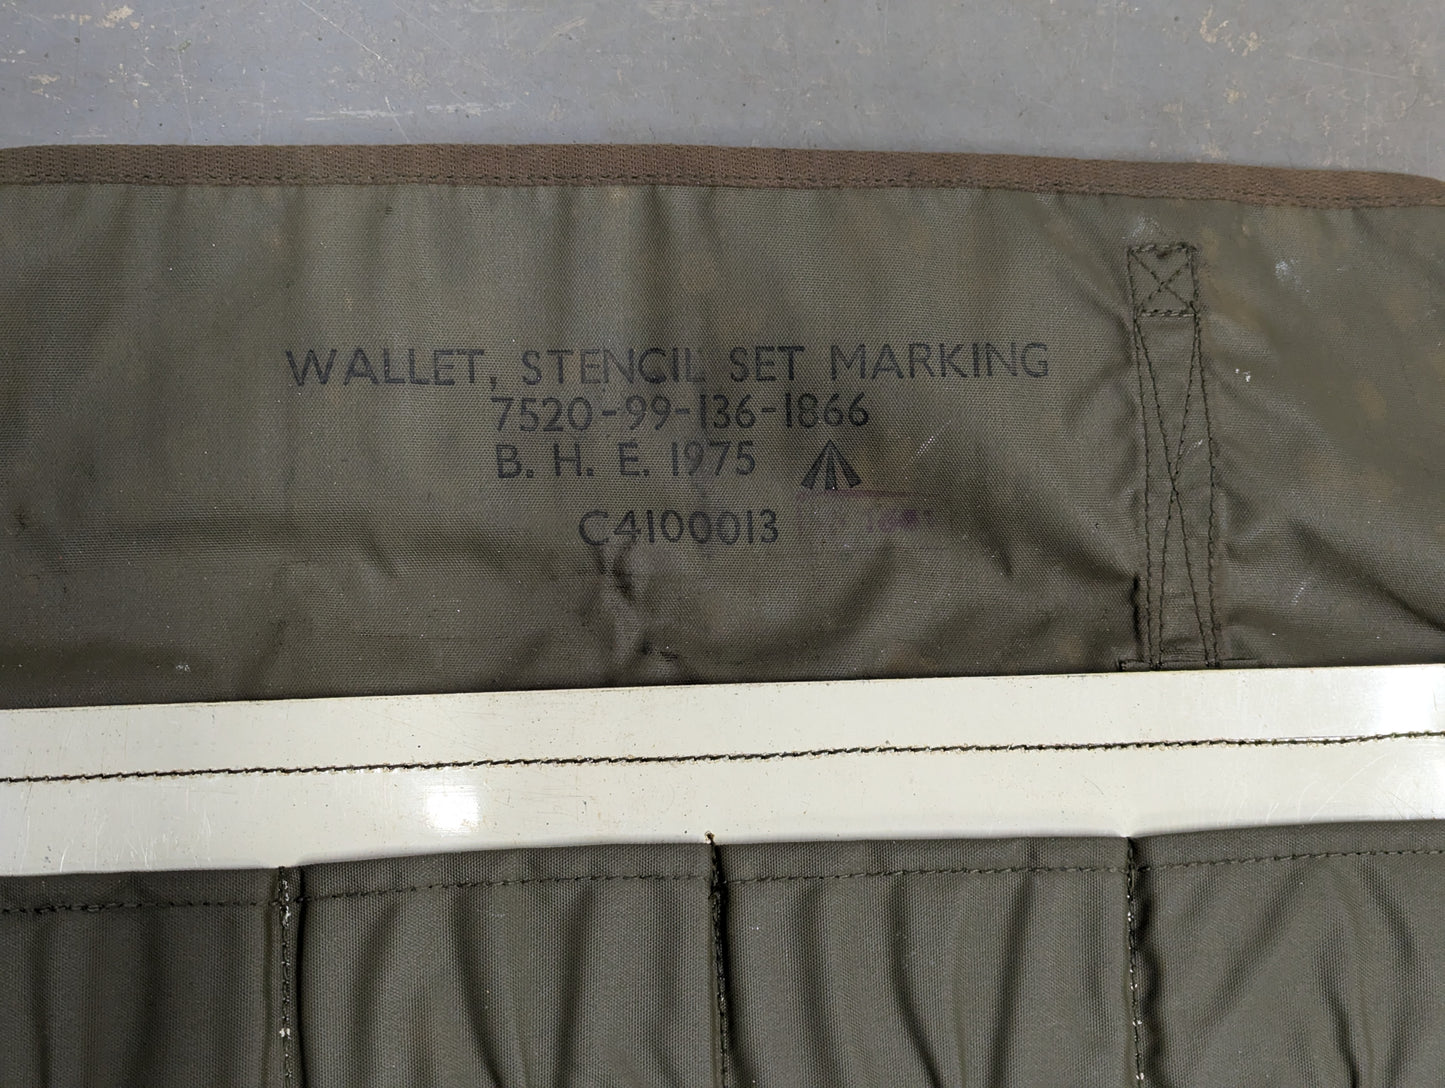 WALLET, STENCIL SET MARKING
7520-99-136-1866
B. H. E. 1975
C4100013